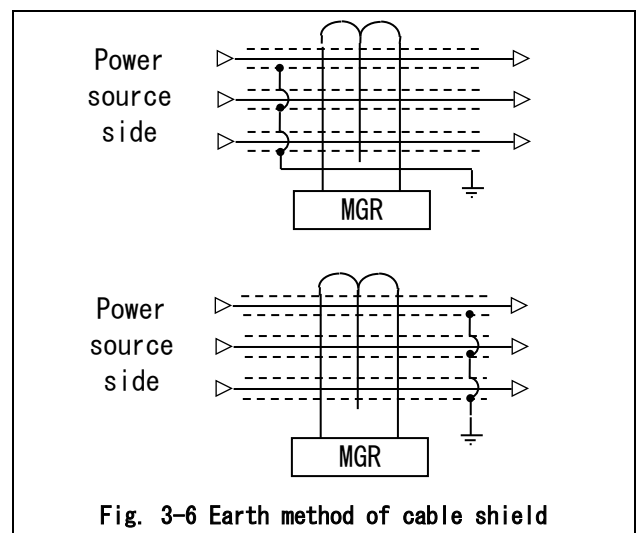 Power
source
side
MGR
Power
source
side
MGR
Fig. 3-6 Earth method of cable shield